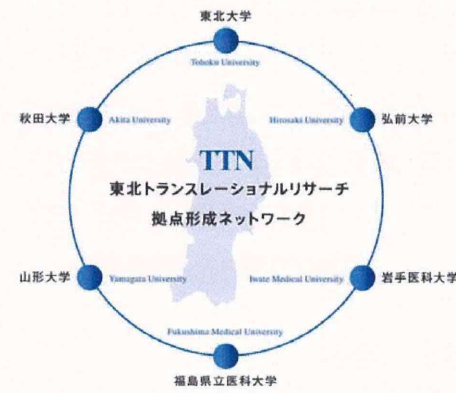 東北大学
Tohoku University
秋田大学
Akita University
Hirosaki University
弘前大学
TTN
東北トランスレーショナルリサーチ
拠点形成ネットワーク
山形大学
Yamagata University
Iwate Medical University
岩手医科大学
Fukushima Medical University
福島県立医科大学